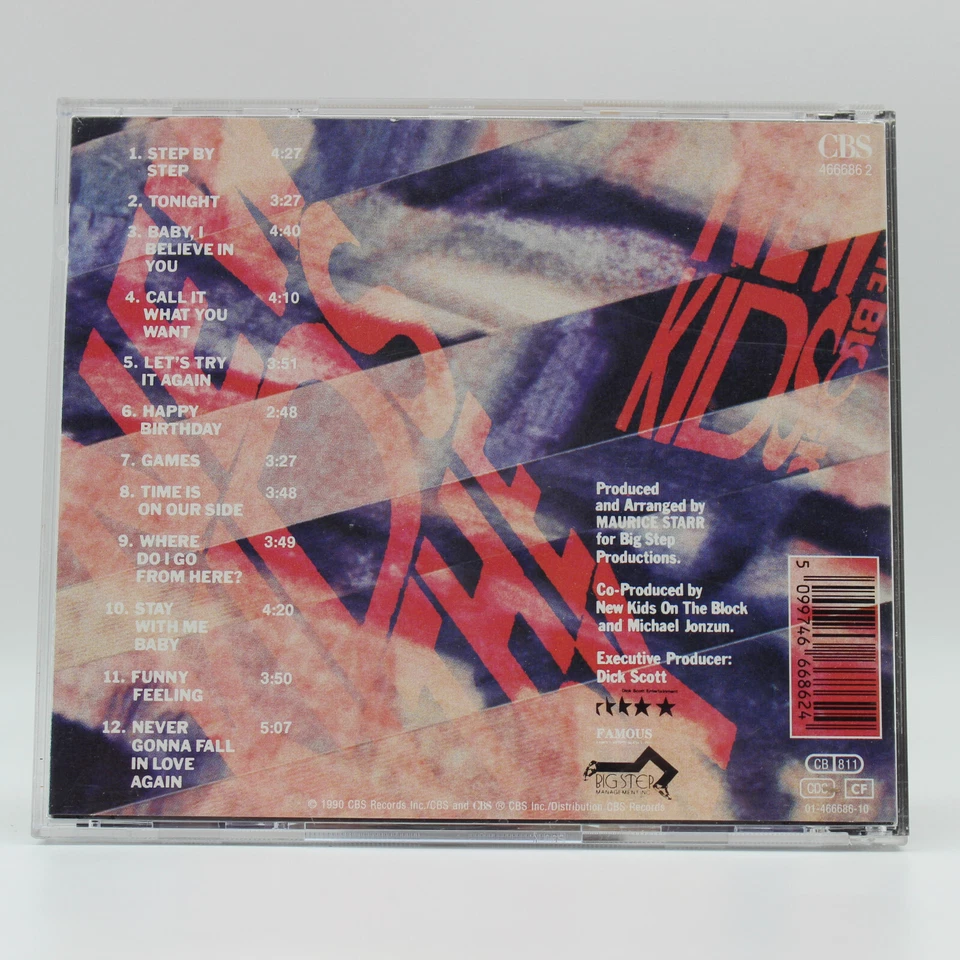 1. STEP BY 4:27
STEP
2. TONIGHT 3:27
3. BABY, I 4:40
BELIEVE IN
YOU
4. CALL IT 4:10
WHAT YOU
WANT
5. LET'S TRY 3:51
IT AGAIN
6. HAPPY 2:48
BIRTHDAY
7. GAMES 3:27
8. TIME IS 3:48
ON OUR SIDE
9. WHERE 3:49
DO I GO
FROM HERE?
10. STAY 4:20
WITH ME
BABY
11. FUNNY 3:50
FEELING
12. NEVER 5:07
GONNA FALL
IN LOVE
AGAIN
CBS
466686 2
NEW
KIDS
Produced
and Arranged by
MAURICE STARR
for Big Step
Productions.
Co-Produced by
New Kids On The Block
and Michael Jonzun.
Executive Producer:
Dick Scott
Dick Scott Entertainment
FAMOUS
BIG STEP
MANAGEMENT INC.
5 099746 668624
CB 811
CDC CF
01-466686-10
© 1990 CBS Records Inc./CBS and CBS ® CBS Inc./Distribution CBS Records